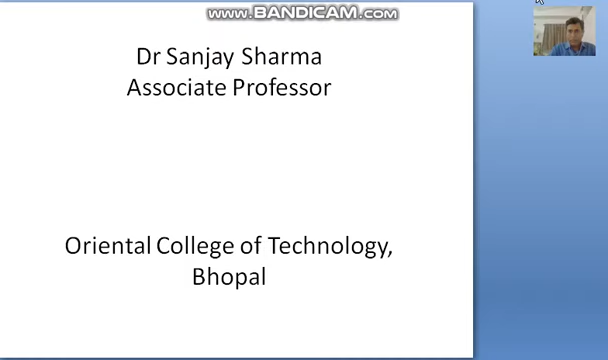 www.BANDICAM.com
Dr Sanjay Sharma
Associate Professor
Oriental College of Technology,
Bhopal